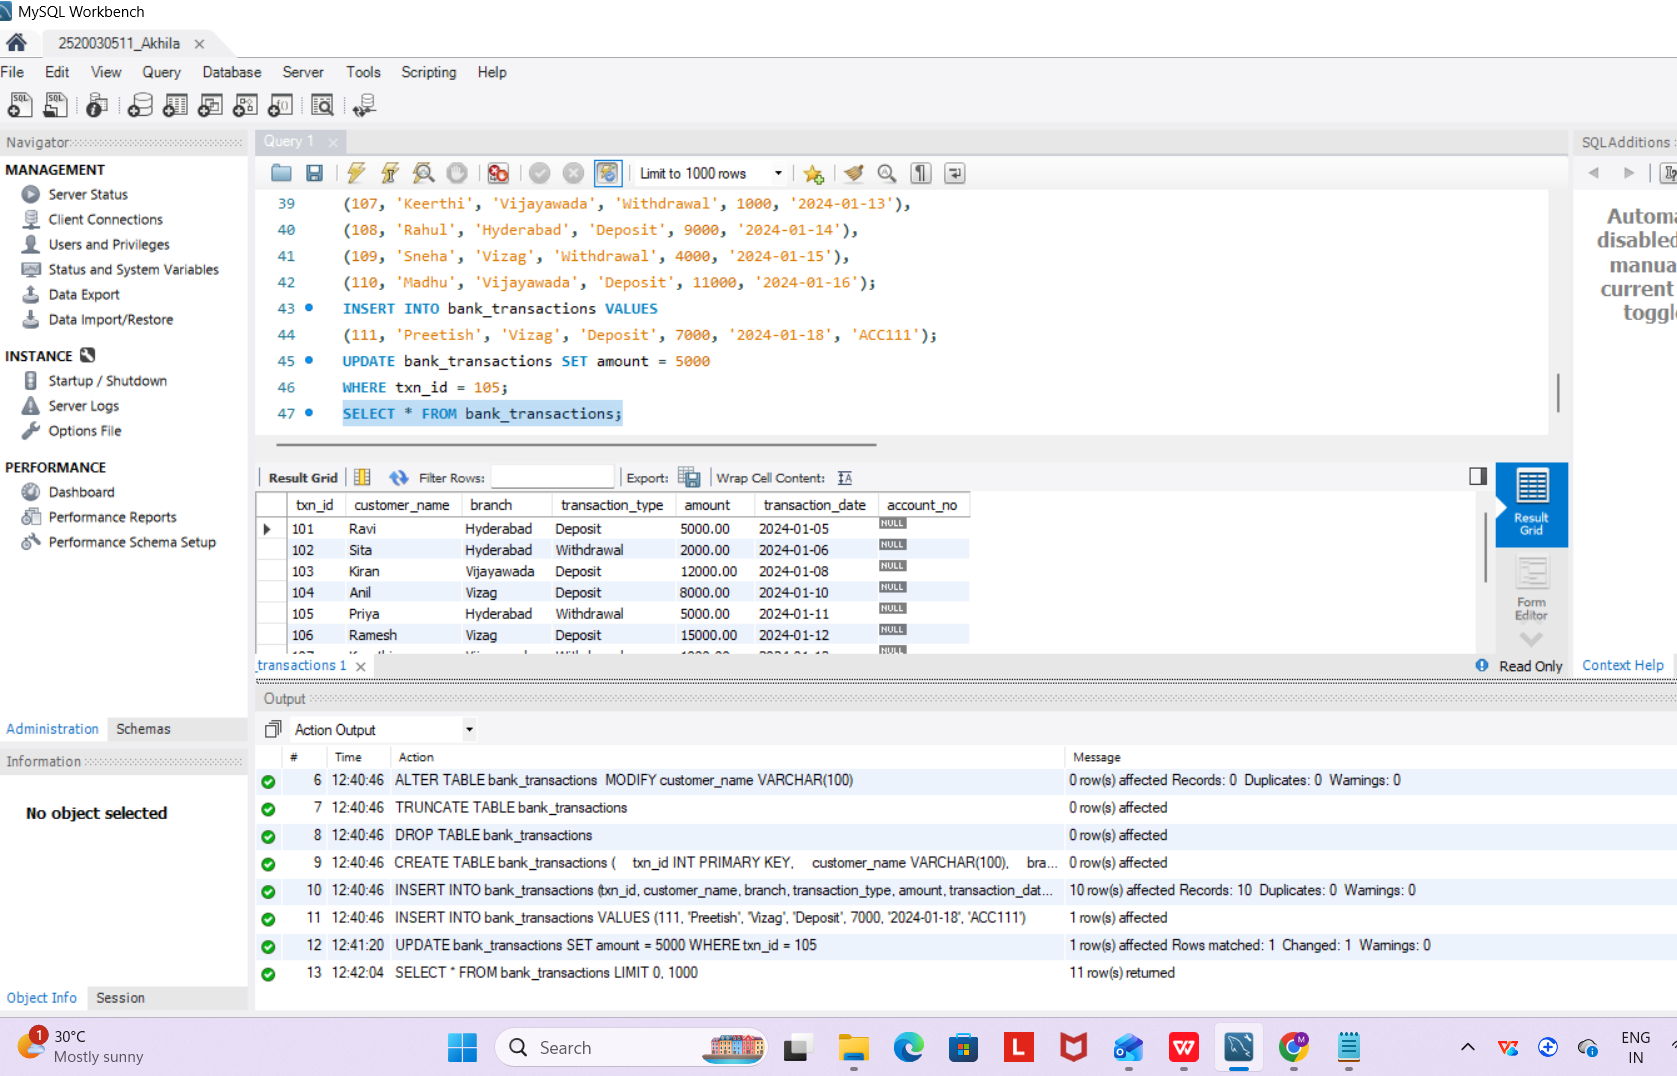 MySQL Workbench
2520030511_Akhila
File Edit View Query Database Server Tools Scripting Help
Navigator
MANAGEMENT
Server Status
Client Connections
Users and Privileges
Status and System Variables
Data Export
Data Import/Restore
INSTANCE
Startup / Shutdown
Server Logs
Options File
PERFORMANCE
Dashboard
Performance Reports
Performance Schema Setup
Administration Schemas
Information
No object selected
Object Info Session
Query 1
Limit to 1000 rows
39 (107, 'Keerthi', 'Vijayawada', 'Withdrawal', 1000, '2024-01-13'),
40 (108, 'Rahul', 'Hyderabad', 'Deposit', 9000, '2024-01-14'),
41 (109, 'Sneha', 'Vizag', 'Withdrawal', 4000, '2024-01-15'),
42 (110, 'Madhu', 'Vijayawada', 'Deposit', 11000, '2024-01-16');
43 INSERT INTO bank_transactions VALUES
44 (111, 'Preetish', 'Vizag', 'Deposit', 7000, '2024-01-18', 'ACC111');
45 UPDATE bank_transactions SET amount = 5000
46 WHERE txn_id = 105;
47 SELECT * FROM bank_transactions;
Result Grid Filter Rows: Export: Wrap Cell Content:
txn_id customer_name branch transaction_type amount transaction_date account_no
101 Ravi Hyderabad Deposit 5000.00 2024-01-05 NULL
102 Sita Hyderabad Withdrawal 2000.00 2024-01-06 NULL
103 Kiran Vijayawada Deposit 12000.00 2024-01-08 NULL
104 Anil Vizag Deposit 8000.00 2024-01-10 NULL
105 Priya Hyderabad Withdrawal 5000.00 2024-01-11 NULL
106 Ramesh Vizag Deposit 15000.00 2024-01-12 NULL
NULL
Result
Grid
Form
Editor
_transactions 1
Read Only
SQLAdditions
disabled
current
Context Help
Output
Action Output
# Time Action Message
6 12:40:46 ALTER TABLE bank_transactions MODIFY customer_name VARCHAR(100) 0 row(s) affected Records: 0 Duplicates: 0 Warnings: 0
7 12:40:46 TRUNCATE TABLE bank_transactions 0 row(s) affected
8 12:40:46 DROP TABLE bank_transactions 0 row(s) affected
9 12:40:46 CREATE TABLE bank_transactions ( txn_id INT PRIMARY KEY, customer_name VARCHAR(100), bra... 0 row(s) affected
10 12:40:46 INSERT INTO bank_transactions (txn_id, customer_name, branch, transaction_type, amount, transaction_dat... 10 row(s) affected Records: 10 Duplicates: 0 Warnings: 0
11 12:40:46 INSERT INTO bank_transactions VALUES (111, 'Preetish', 'Vizag', 'Deposit', 7000, '2024-01-18', 'ACC111') 1 row(s) affected
12 12:41:20 UPDATE bank_transactions SET amount = 5000 WHERE txn_id = 105 1 row(s) affected Rows matched: 1 Changed: 1 Warnings: 0
13 12:42:04 SELECT * FROM bank_transactions LIMIT 0, 1000 11 row(s) returned
1
30°C
Mostly sunny
Search
L
W
M
ENG
IN